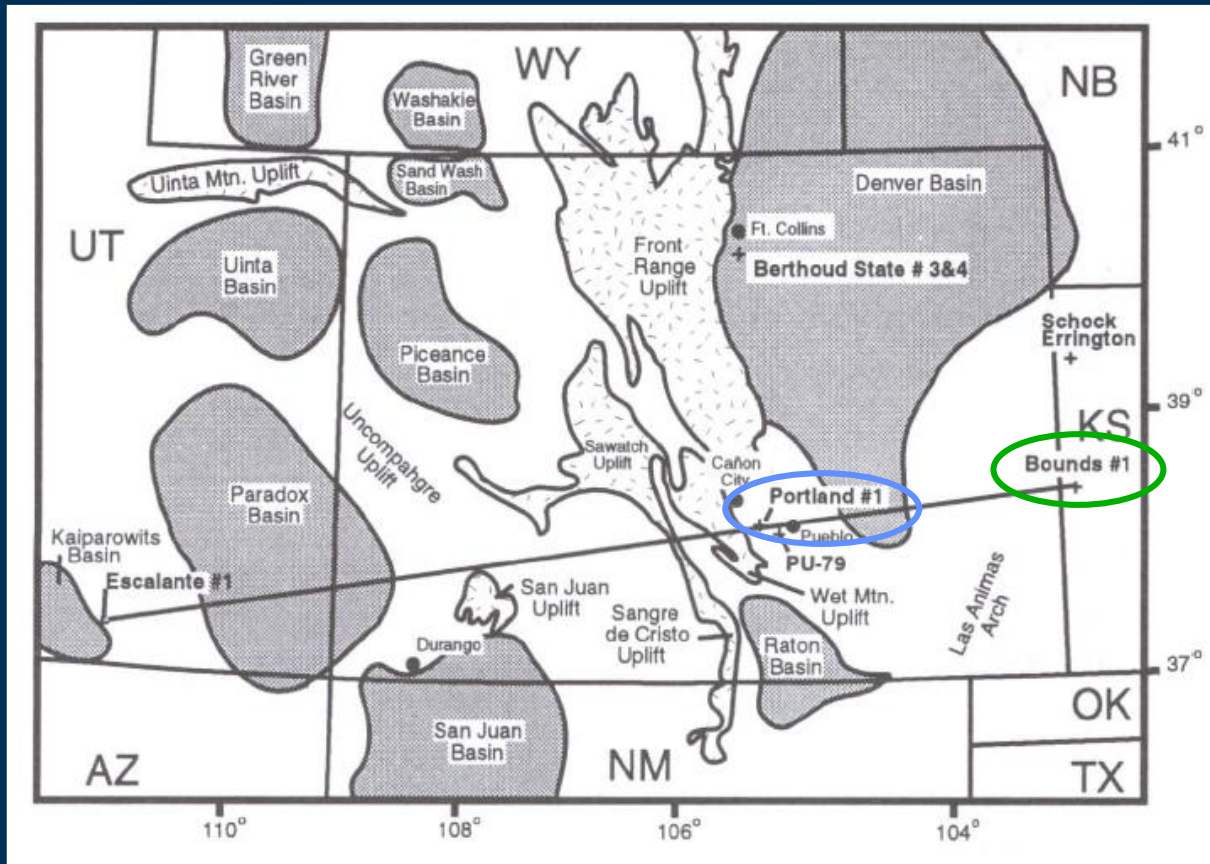 Green
River
Basin
WY
Washakie
Basin
NB
41°
Uinta Mtn. Uplift
Sand Wash
Basin
Denver Basin
UT
Ft. Collins
Front
Range
Uplift
Berthoud State # 3&4
Uinta
Basin
Schock
Errington
Piceance
Basin
39°
KS
Uncompahgre
Uplift
Sawatch
Uplift
Cañon
City
Bounds #1
Paradox
Basin
Portland #1
Kaiparowits
Basin
Pueblo
PU-79
Escalante #1
San Juan
Uplift
Wet Mtn.
Uplift
Sangre
de Cristo
Uplift
Las Animas
Arch
Durango
Raton
Basin
37°
OK
San Juan
Basin
AZ
NM
TX
110°
108°
106°
104°